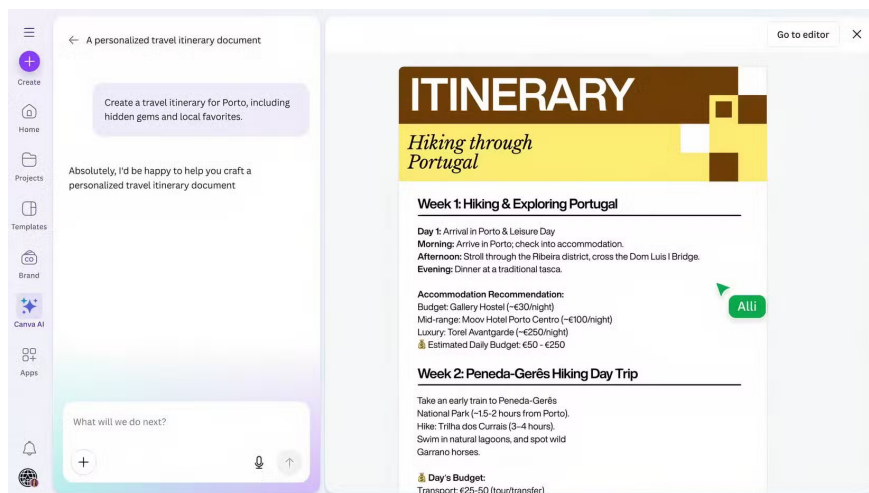 Create
Home
Projects
Templates
CO
Brand
Canva AI
Apps
A personalized travel itinerary document
Create a travel itinerary for Porto, including
hidden gems and local favorites.
Absolutely, I'd be happy to help you craft a
personalized travel itinerary document
What will we do next?
Go to editor
ITINERARY
Hiking through
Portugal
Week 1: Hiking & Exploring Portugal
Day 1: Arrival in Porto & Leisure Day
Morning: Arrive in Porto; check into accommodation.
Afternoon: Stroll through the Ribeira district, cross the Dom Luis I Bridge.
Evening: Dinner at a traditional tasca.
Accommodation Recommendation:
Budget: Gallery Hostel (~€30/night)
Mid-range: Moov Hotel Porto Centro (~€100/night)
Luxury: Torel Avantgarde (~€250/night)
💰 Estimated Daily Budget: €50 - €250
Alli
Week 2: Peneda-Gerês Hiking Day Trip
Take an early train to Peneda-Gerês
National Park (~1.5-2 hours from Porto).
Hike: Trilha dos Currais (3–4 hours).
Swim in natural lagoons, and spot wild
Garrano horses.
💰 Day's Budget:
Transport: €25-50 (tour/transfer)